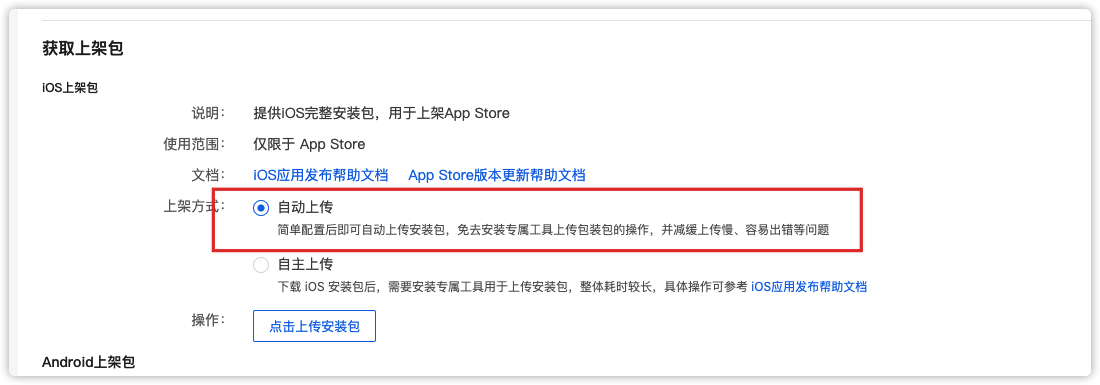 获取上架包
iOS上架包
说明： 提供iOS完整安装包，用于上架App Store
使用范围： 仅限于 App Store
文档： iOS应用发布帮助文档 App Store版本更新帮助文档
上架方式： 自动上传
简单配置后即可自动上传安装包，免去安装专属工具上传包装包的操作，并减缓上传慢、容易出错等问题
自主上传
下载 iOS 安装包后，需要安装专属工具用于上传安装包，整体耗时较长，具体操作可参考 iOS应用发布帮助文档
操作： 点击上传安装包
Android上架包